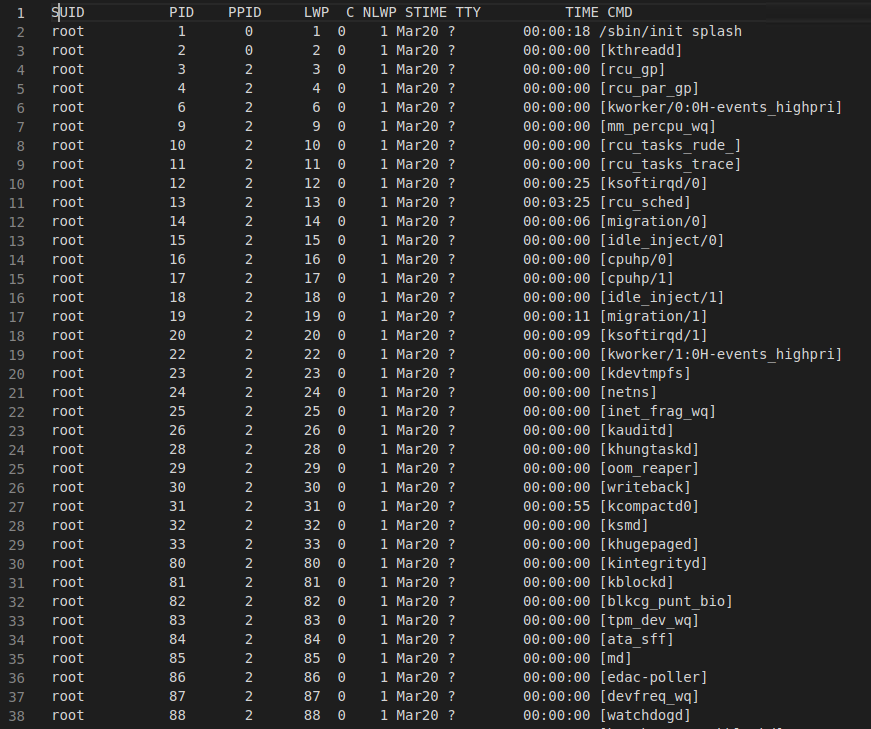 1 SUID PID PPID LWP C NLWP STIME TTY TIME CMD
2 root 1 0 1 0 1 Mar20 ? 00:00:18 /sbin/init splash
3 root 2 0 2 0 1 Mar20 ? 00:00:00 [kthreadd]
4 root 3 2 3 0 1 Mar20 ? 00:00:00 [rcu_gp]
5 root 4 2 4 0 1 Mar20 ? 00:00:00 [rcu_par_gp]
6 root 6 2 6 0 1 Mar20 ? 00:00:00 [kworker/0:0H-events_highpri]
7 root 9 2 9 0 1 Mar20 ? 00:00:00 [mm_percpu_wq]
8 root 10 2 10 0 1 Mar20 ? 00:00:00 [rcu_tasks_rude_]
9 root 11 2 11 0 1 Mar20 ? 00:00:00 [rcu_tasks_trace]
10 root 12 2 12 0 1 Mar20 ? 00:00:25 [ksoftirqd/0]
11 root 13 2 13 0 1 Mar20 ? 00:03:25 [rcu_sched]
12 root 14 2 14 0 1 Mar20 ? 00:00:06 [migration/0]
13 root 15 2 15 0 1 Mar20 ? 00:00:00 [idle_inject/0]
14 root 16 2 16 0 1 Mar20 ? 00:00:00 [cpuhp/0]
15 root 17 2 17 0 1 Mar20 ? 00:00:00 [cpuhp/1]
16 root 18 2 18 0 1 Mar20 ? 00:00:00 [idle_inject/1]
17 root 19 2 19 0 1 Mar20 ? 00:00:11 [migration/1]
18 root 20 2 20 0 1 Mar20 ? 00:00:09 [ksoftirqd/1]
19 root 22 2 22 0 1 Mar20 ? 00:00:00 [kworker/1:0H-events_highpri]
20 root 23 2 23 0 1 Mar20 ? 00:00:00 [kdevtmpfs]
21 root 24 2 24 0 1 Mar20 ? 00:00:00 [netns]
22 root 25 2 25 0 1 Mar20 ? 00:00:00 [inet_frag_wq]
23 root 26 2 26 0 1 Mar20 ? 00:00:00 [kauditd]
24 root 28 2 28 0 1 Mar20 ? 00:00:00 [khungtaskd]
25 root 29 2 29 0 1 Mar20 ? 00:00:00 [oom_reaper]
26 root 30 2 30 0 1 Mar20 ? 00:00:00 [writeback]
27 root 31 2 31 0 1 Mar20 ? 00:00:55 [kcompactd0]
28 root 32 2 32 0 1 Mar20 ? 00:00:00 [ksmd]
29 root 33 2 33 0 1 Mar20 ? 00:00:00 [khugepaged]
30 root 80 2 80 0 1 Mar20 ? 00:00:00 [kintegrityd]
31 root 81 2 81 0 1 Mar20 ? 00:00:00 [kblockd]
32 root 82 2 82 0 1 Mar20 ? 00:00:00 [blkcg_punt_bio]
33 root 83 2 83 0 1 Mar20 ? 00:00:00 [tpm_dev_wq]
34 root 84 2 84 0 1 Mar20 ? 00:00:00 [ata_sff]
35 root 85 2 85 0 1 Mar20 ? 00:00:00 [md]
36 root 86 2 86 0 1 Mar20 ? 00:00:00 [edac-poller]
37 root 87 2 87 0 1 Mar20 ? 00:00:00 [devfreq_wq]
38 root 88 2 88 0 1 Mar20 ? 00:00:00 [watchdogd]